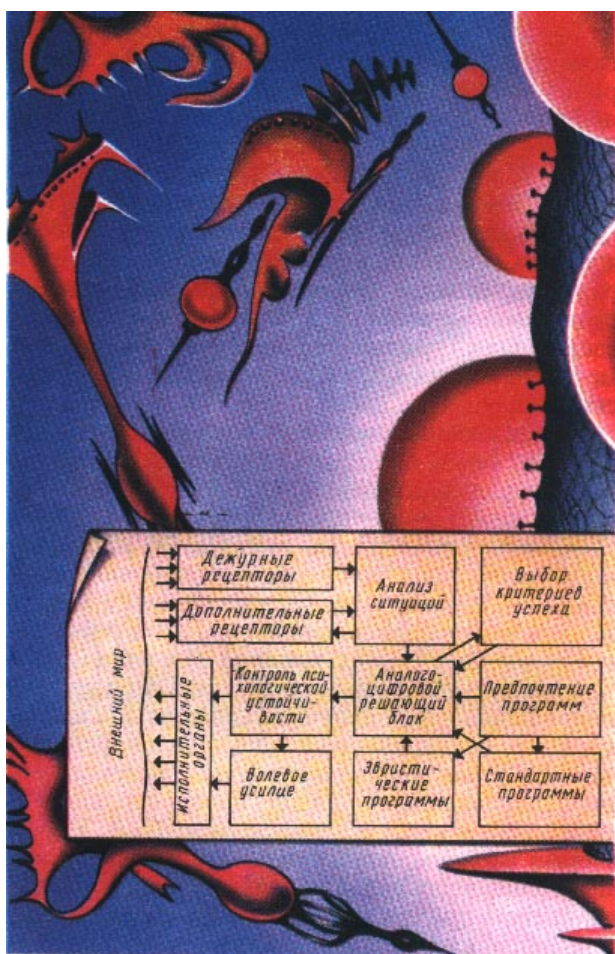 Внешний мир
Дежурные
рецепторы
Дополнительные
рецепторы
Анализ
ситуаций
Выбор
критериев
успеха
Исполнительные
органы
Контроль пси-
хологической
устойчи-
вости
Аналого-
цифровой
решающий
блок
Предпочтение
программ
Волевое
усилие
Эвристи-
ческие
программы
Стандартные
программы